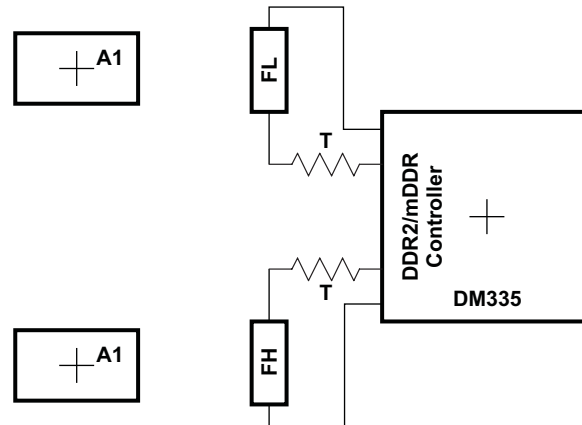 A1
FL
T
DDR2/mDDR
Controller
DM335
T
A1
FH